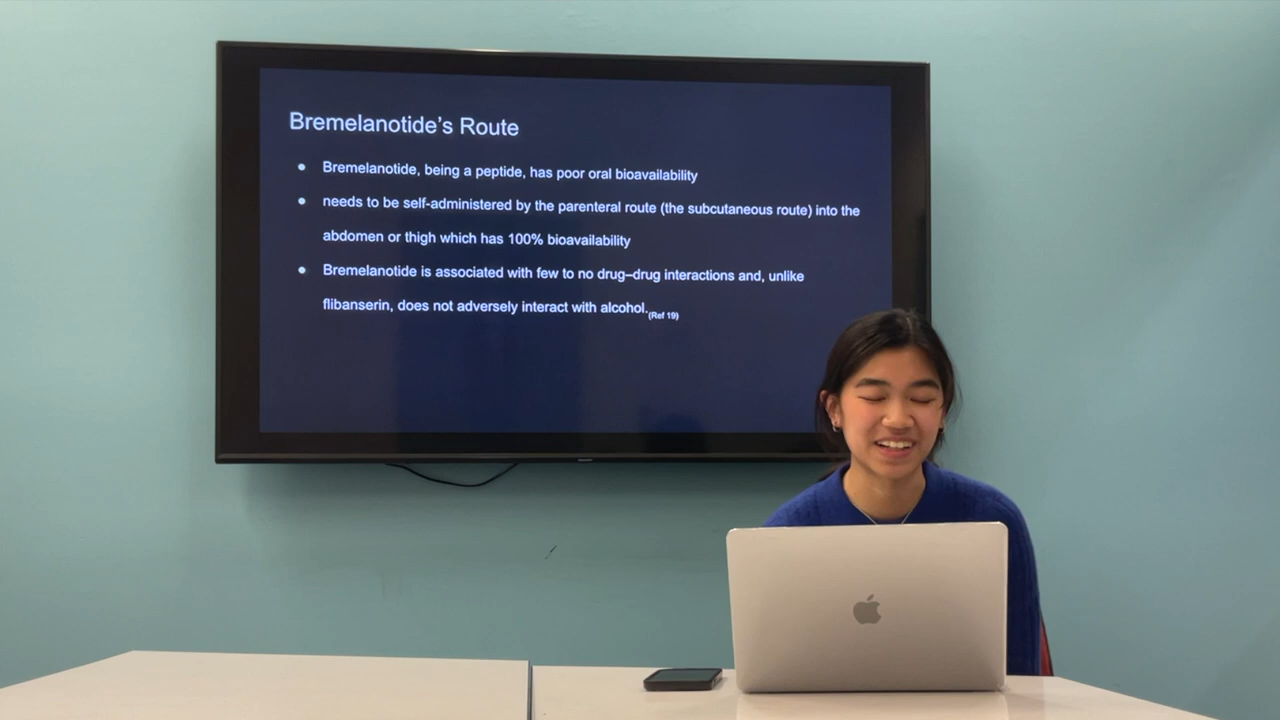 Bremelanotide's Route
● Bremelanotide, being a peptide, has poor oral bioavailability
● needs to be self-administered by the parenteral route (the subcutaneous route) into the
abdomen or thigh which has 100% bioavailability
● Bremelanotide is associated with few to no drug–drug interactions and, unlike
flibanserin, does not adversely interact with alcohol.(Ref 19)